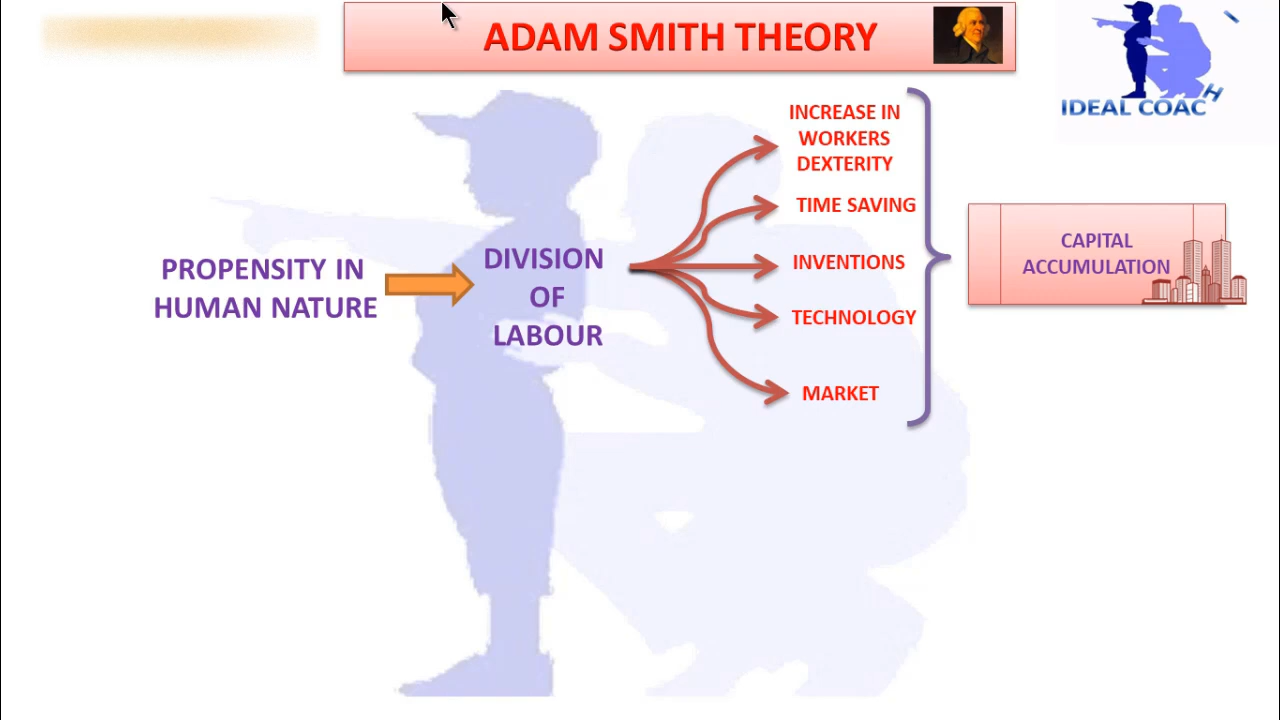 ADAM SMITH THEORY
IDEAL COACH
PROPENSITY IN
HUMAN NATURE
DIVISION
OF
LABOUR
INCREASE IN
WORKERS
DEXTERITY
TIME SAVING
INVENTIONS
TECHNOLOGY
MARKET
CAPITAL
ACCUMULATION